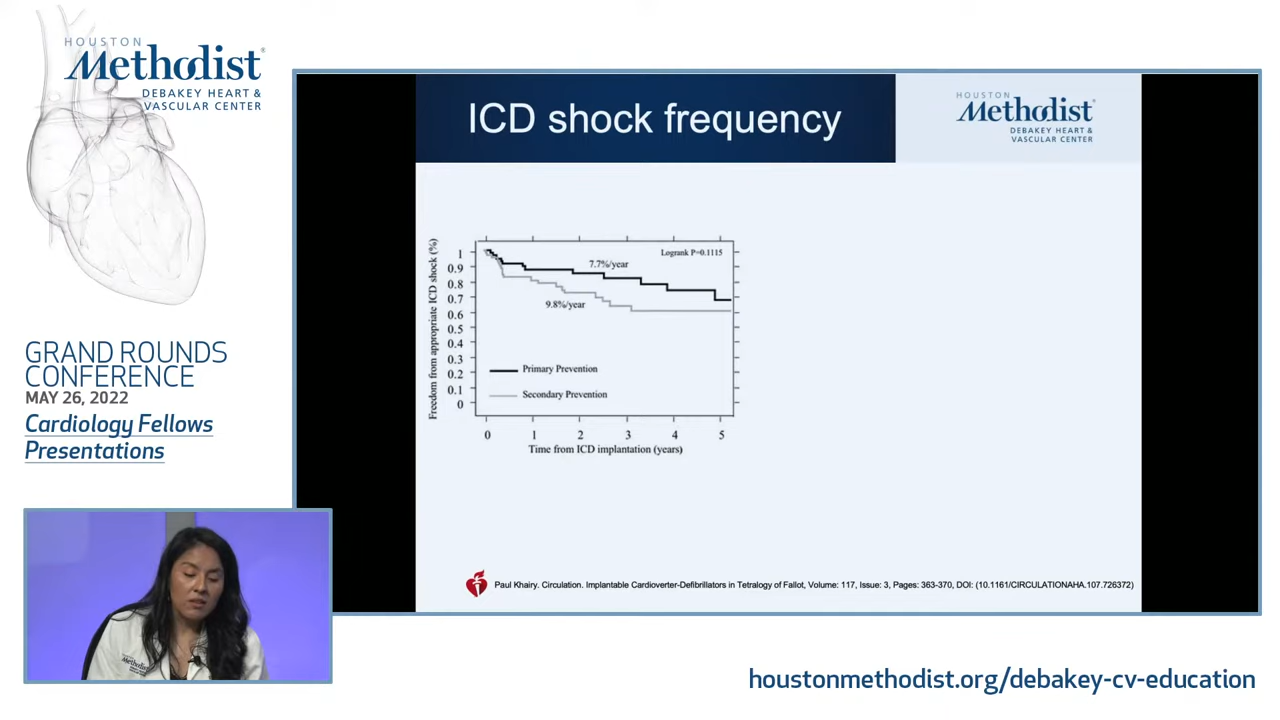 HOUSTON
Methodist®
DEBAKEY HEART &
VASCULAR CENTER
GRAND ROUNDS
CONFERENCE
MAY 26, 2022
Cardiology Fellows
Presentations
ICD shock frequency
HOUSTON
Methodist®
DEBAKEY HEART &
VASCULAR CENTER
Freedom from appropriate ICD shock (%)
1
0.9
0.8
0.7
0.6
0.5
0.4
0.3
0.2
0.1
0
Logrank P=0.1115
7.7%/year
9.8%/year
Primary Prevention
Secondary Prevention
0 1 2 3 4 5
Time from ICD implantation (years)
Paul Khairy. Circulation. Implantable Cardioverter-Defibrillators in Tetralogy of Fallot, Volume: 117, Issue: 3, Pages: 363-370, DOI: (10.1161/CIRCULATIONAHA.107.726372)
Methodist
houstonmethodist.org/debakey-cv-education